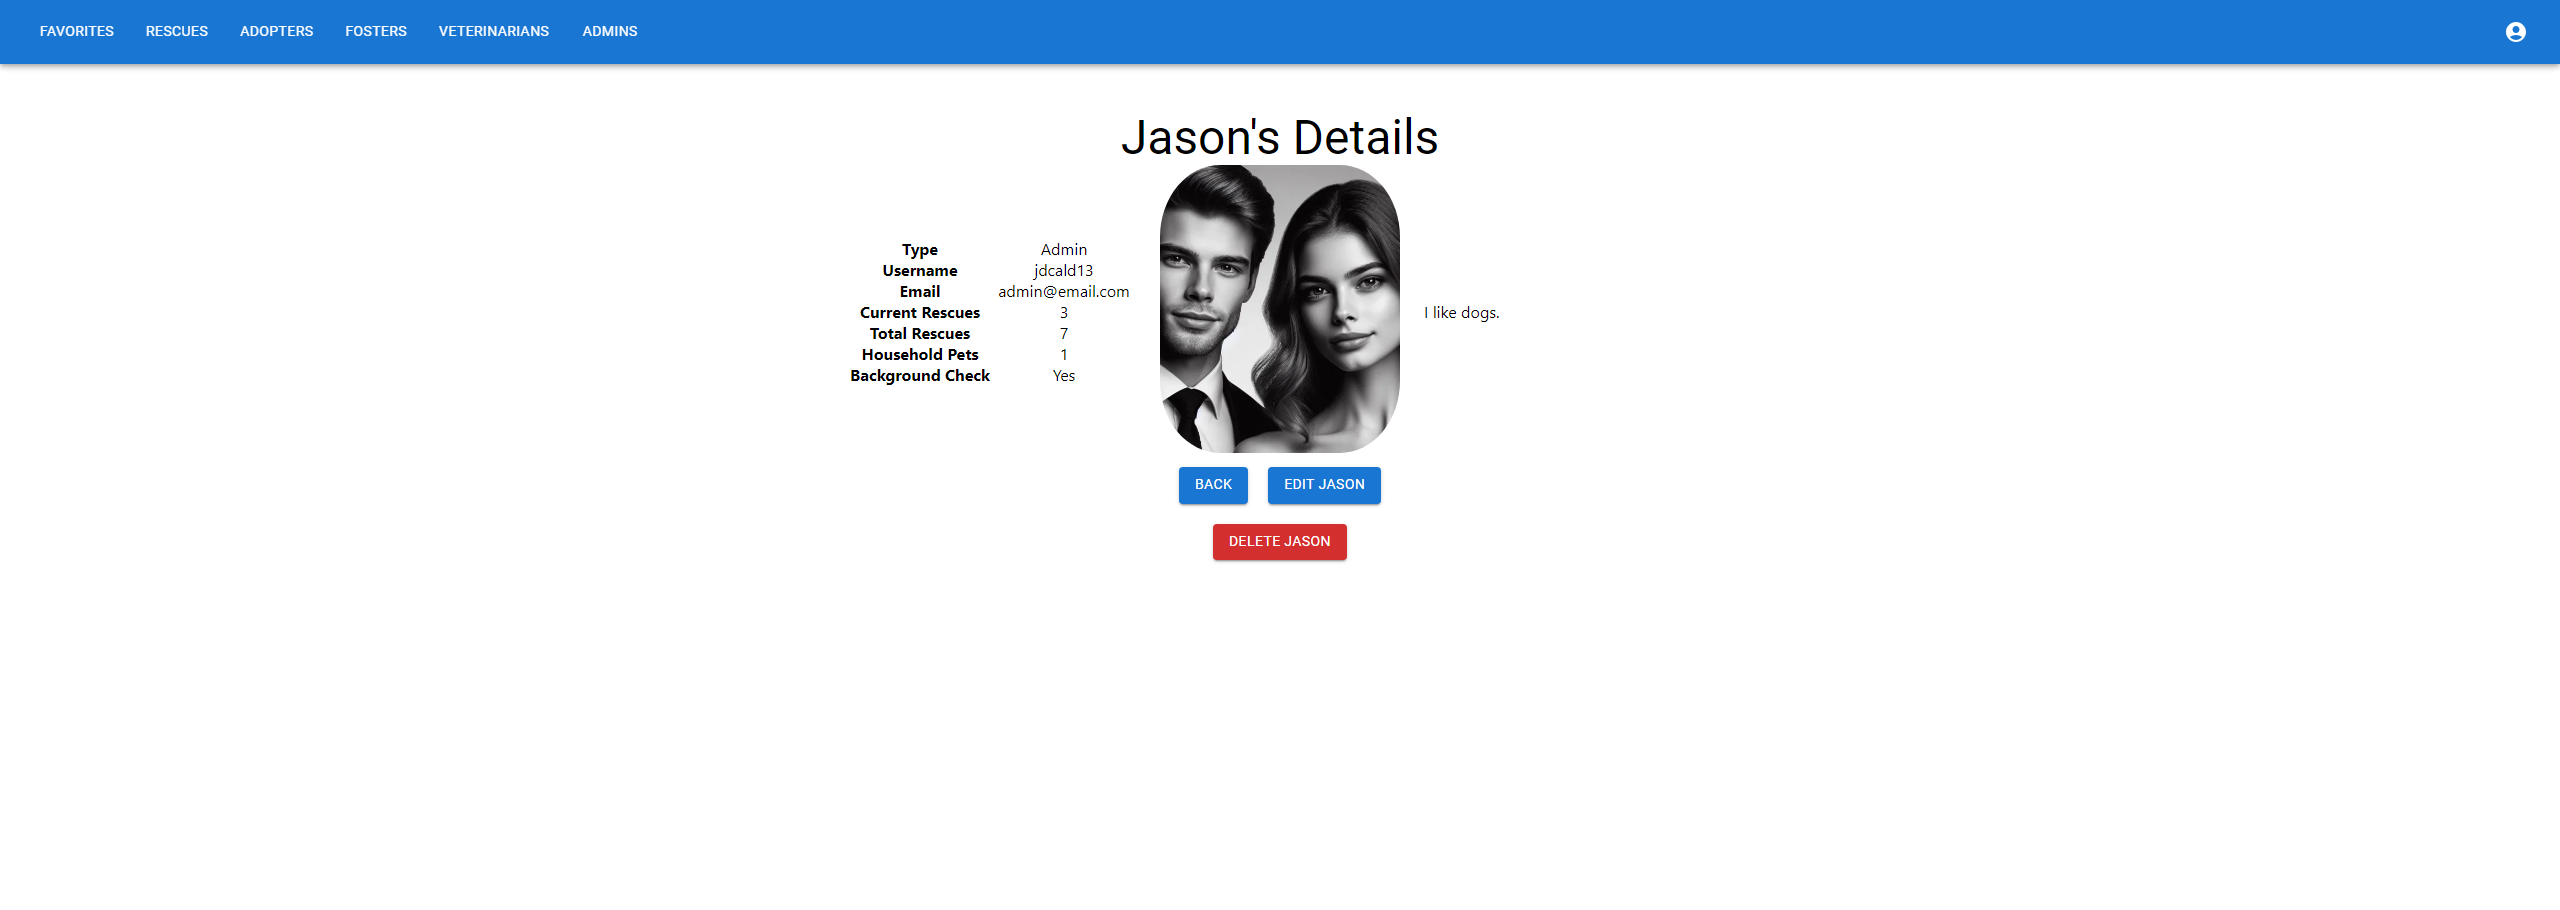 FAVORITES RESCUES ADOPTERS FOSTERS VETERINARIANS ADMINS
Jason's Details
Type Admin
Username jdcald13
Email admin@email.com
Current Rescues 3
Total Rescues 7
Household Pets 1
Background Check Yes
I like dogs.
BACK EDIT JASON
DELETE JASON